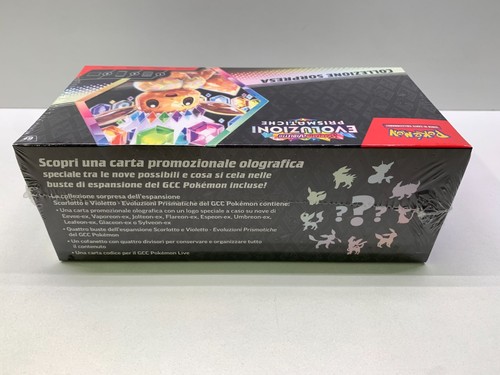 COLLEZIONE SORPRESA
Pokémon
Scarlatto e Violetto
EVOLUZIONI
PRISMATICHE
Scopri una carta promozionale olografica
speciale tra le nove possibili e cosa si cela nelle
buste di espansione del GCC Pokémon incluse!
La collezione sorpresa dell'espansione
Scarlatto e Violetto - Evoluzioni Prismatiche del GCC Pokémon contiene:
• Una carta promozionale olografica con un logo speciale a caso su nove di
Eevee-ex, Vaporeon-ex, Jolteon-ex, Flareon-ex, Espeon-ex, Umbreon-ex,
Leafeon-ex, Glaceon-ex o Sylveon-ex
• Quattro buste dell'espansione Scarlatto e Violetto - Evoluzioni Prismatiche
del GCC Pokémon
• Un cofanetto con quattro divisori per conservare e organizzare tutto
il contenuto
• Una carta codice per il GCC Pokémon Live
???